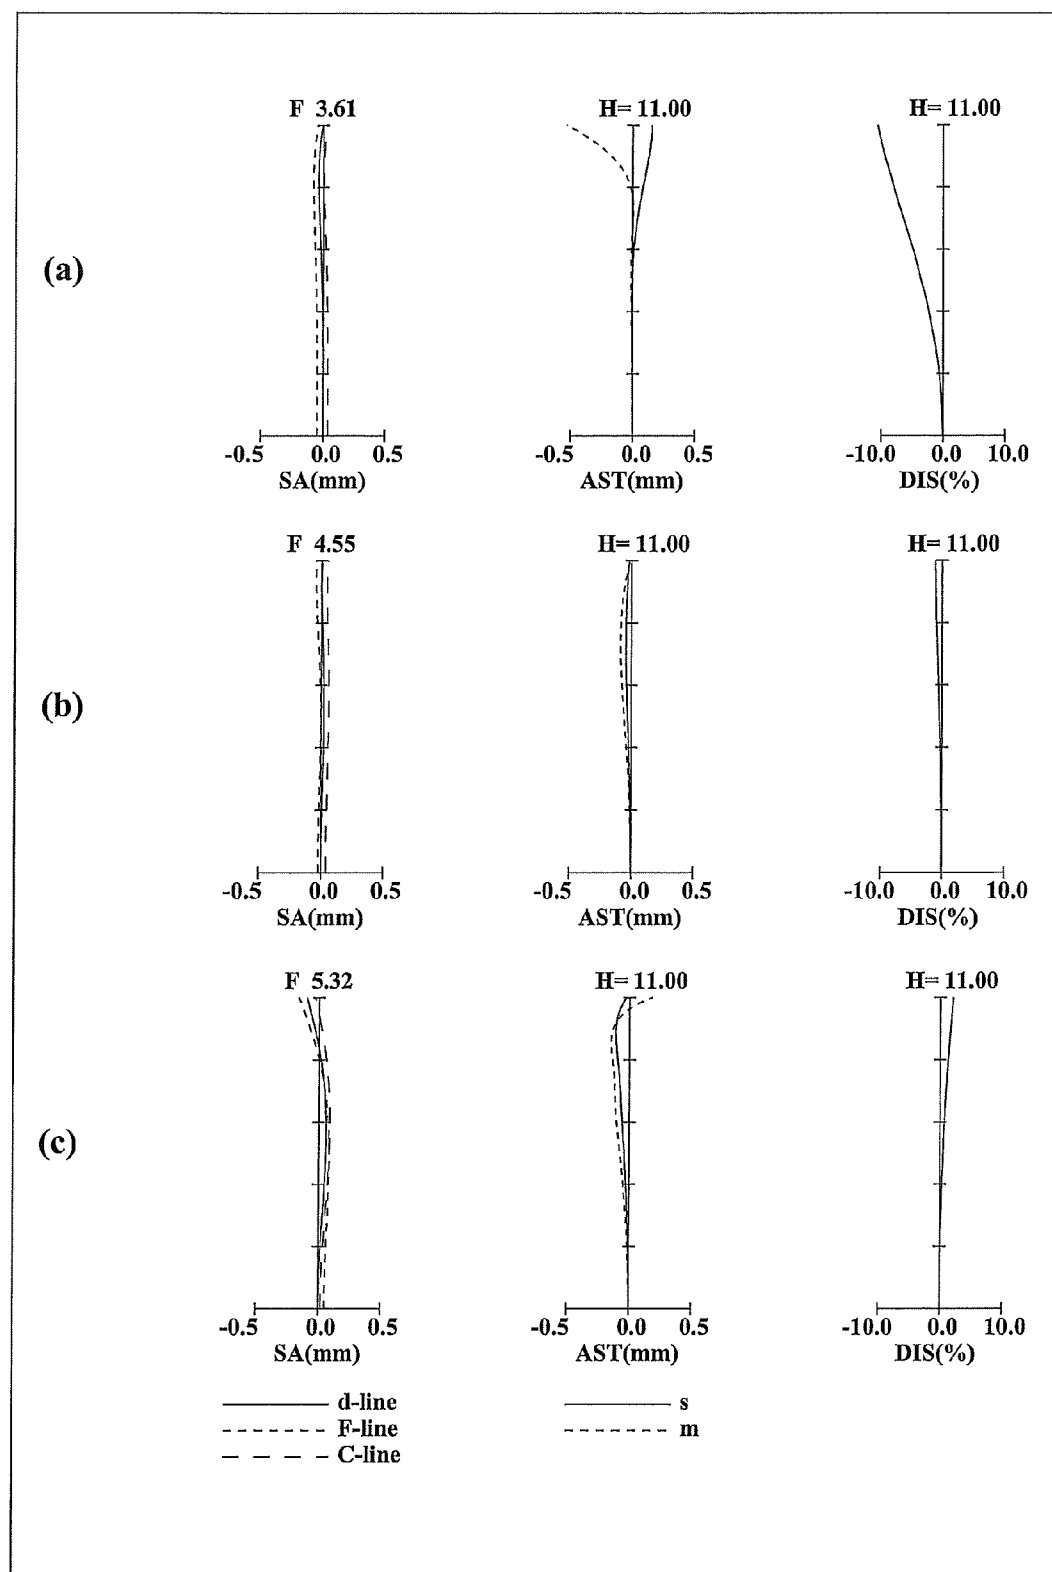 F 3.61 H= 11.00 H= 11.00
(a)
-0.5 0.0 0.5 -0.5 0.0 0.5 -10.0 0.0 10.0
SA(mm) AST(mm) DIS(%)
F 4.55 H= 11.00 H= 11.00
(b)
-0.5 0.0 0.5 -0.5 0.0 0.5 -10.0 0.0 10.0
SA(mm) AST(mm) DIS(%)
F 5.32 H= 11.00 H= 11.00
(c)
-0.5 0.0 0.5 -0.5 0.0 0.5 -10.0 0.0 10.0
SA(mm) AST(mm) DIS(%)
d-line s
F-line m
C-line